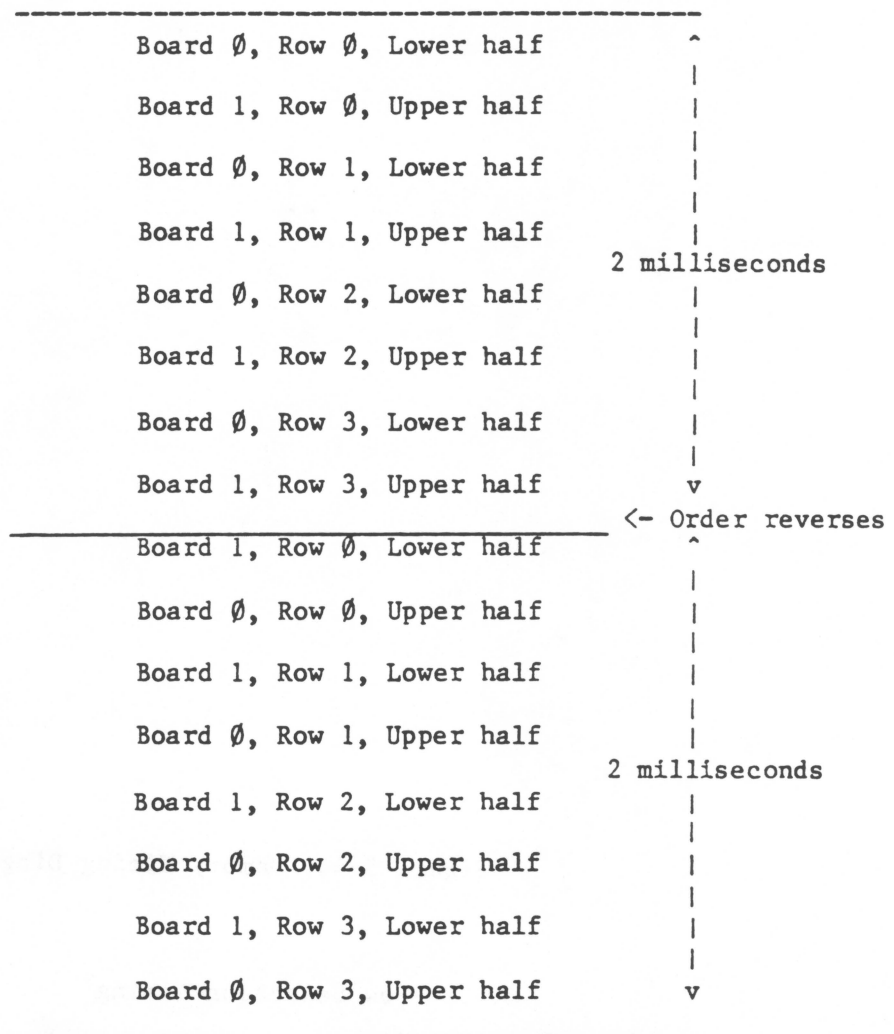 Board Ø, Row Ø, Lower half
Board 1, Row Ø, Upper half
Board Ø, Row 1, Lower half
Board 1, Row 1, Upper half
2 milliseconds
Board Ø, Row 2, Lower half
Board 1, Row 2, Upper half
Board Ø, Row 3, Lower half
Board 1, Row 3, Upper half
<- Order reverses
Board 1, Row Ø, Lower half
Board Ø, Row Ø, Upper half
Board 1, Row 1, Lower half
Board Ø, Row 1, Upper half
2 milliseconds
Board 1, Row 2, Lower half
Board Ø, Row 2, Upper half
Board 1, Row 3, Lower half
Board Ø, Row 3, Upper half